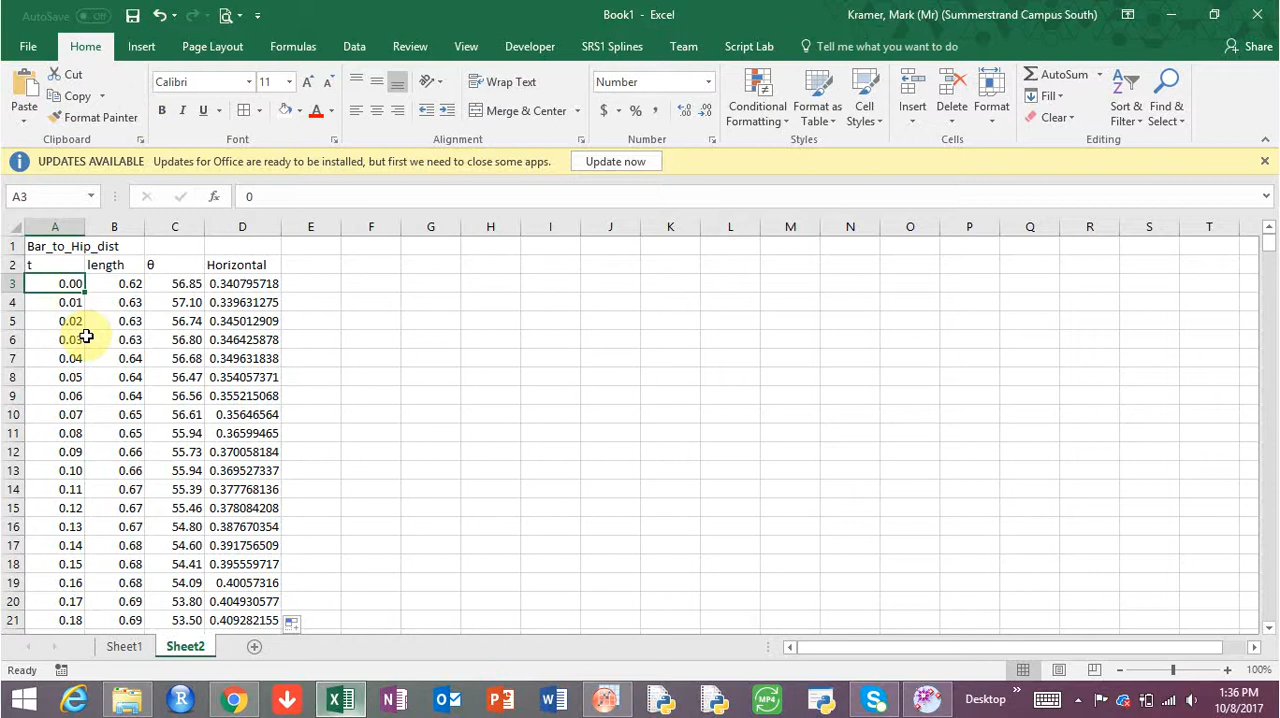 AutoSave Off
Book1 - Excel
Kramer, Mark (Mr) (Summerstrand Campus South)
File Home Insert Page Layout Formulas Data Review View Developer SRS1 Splines Team Script Lab Tell me what you want to do Share
Paste
Cut
Copy
Format Painter
Clipboard
Calibri 11
B I U
Font
Wrap Text
Merge & Center
Alignment
Number
$ % ,
Number
Conditional Formatting
Format as Table
Cell Styles
Styles
Insert Delete Format
Cells
AutoSum
Fill
Clear
Sort & Filter
Find & Select
Editing
UPDATES AVAILABLE Updates for Office are ready to be installed, but first we need to close some apps. Update now
A3 fx 0
A B C D E F G H I J K L M N O P Q R S T
1 Bar_to_Hip_dist
2 t length θ Horizontal
3 0.00 0.62 56.85 0.340795718
4 0.01 0.63 57.10 0.339631275
5 0.02 0.63 56.74 0.345012909
6 0.03 0.63 56.80 0.346425878
7 0.04 0.64 56.68 0.349631838
8 0.05 0.64 56.47 0.354057371
9 0.06 0.64 56.56 0.355215068
10 0.07 0.65 56.61 0.35646564
11 0.08 0.65 55.94 0.36599465
12 0.09 0.66 55.73 0.370058184
13 0.10 0.66 55.94 0.369527337
14 0.11 0.67 55.39 0.377768136
15 0.12 0.67 55.46 0.378084208
16 0.13 0.67 54.80 0.387670354
17 0.14 0.68 54.60 0.391756509
18 0.15 0.68 54.41 0.395559717
19 0.16 0.68 54.09 0.40057316
20 0.17 0.69 53.80 0.404930577
21 0.18 0.69 53.50 0.409282155
Sheet1 Sheet2
Ready
100%
Desktop
1:36 PM
10/8/2017